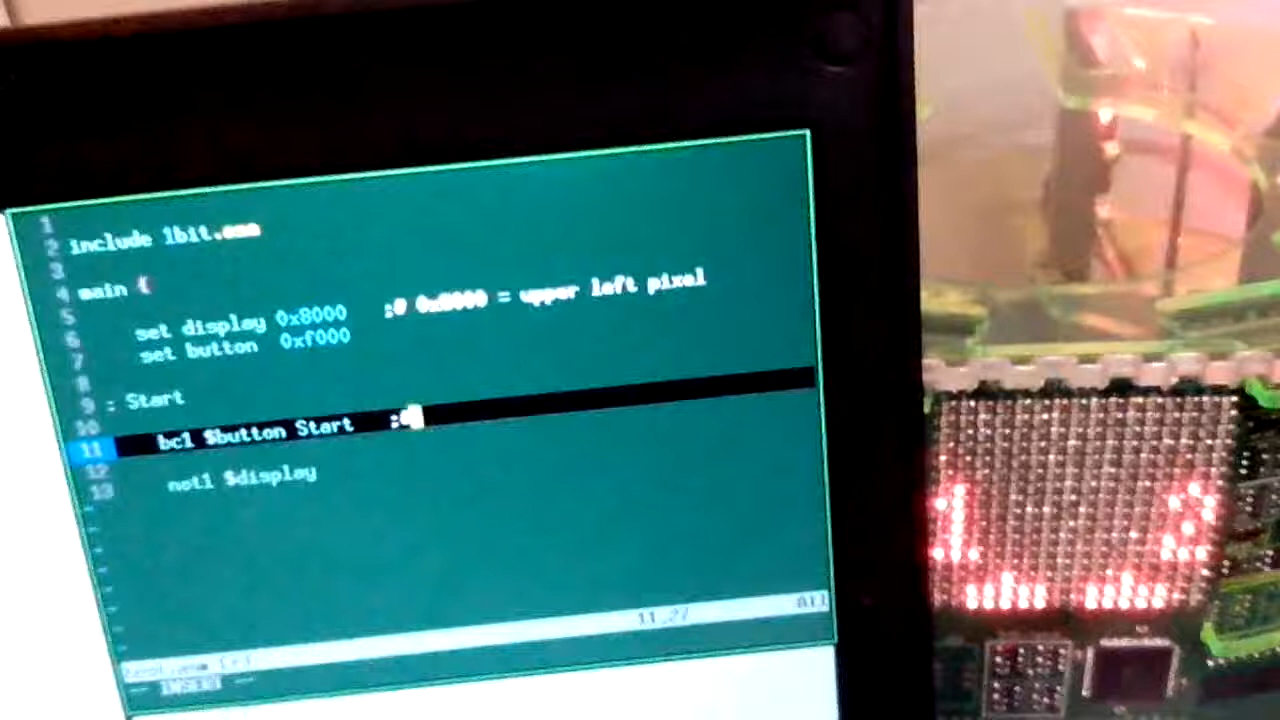 1
2 include 1bit.asm
3
4 main {
5
6 set display 0x8000 ;# 0x8000 = upper left pixel
7 set button 0xf000
8
9 : Start
10
11 bc1 $button Start ;
12
13 not1 $display
~
~
~
~
~
~
11,27 All
-- INSERT --